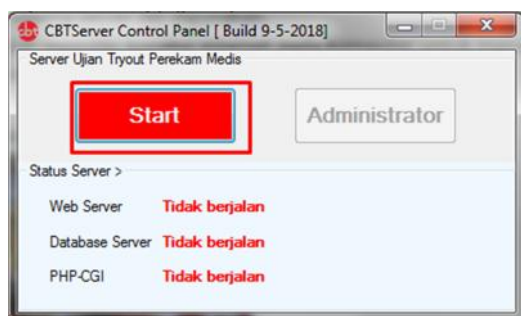 cbt CBTServer Control Panel [ Build 9-5-2018]
Server Ujian Tryout Perekam Medis
Start Administrator
Status Server >
Web Server Tidak berjalan
Database Server Tidak berjalan
PHP-CGI Tidak berjalan